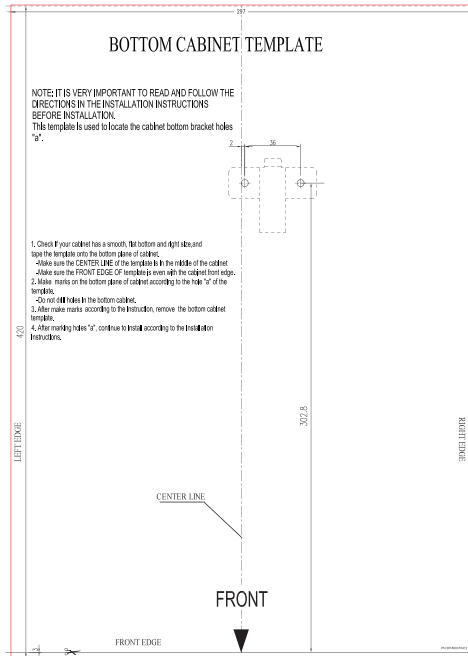 297
BOTTOM CABINET TEMPLATE
NOTE: IT IS VERY IMPORTANT TO READ AND FOLLOW THE
DIRECTIONS IN THE INSTALLATION INSTRUCTIONS
BEFORE INSTALLATION.
This template is used to locate the cabinet bottom bracket holes
"a".
2
36
1. Check if your cabinet has a smooth, flat bottom and right size,and
tape the template onto the bottom plane of cabinet.
-Make sure the CENTER LINE of the template is in the middle of the cabinet
-Make sure the FRONT EDGE OF template is even with the cabinet front edge.
2. Make marks on the bottom plane of cabinet according to the hole "a" of the
template.
-Do not drill holes in the bottom cabinet.
3. After make marks according to the instruction, remove the bottom cabinet
template.
4. After marking holes "a", continue to install according to the installation
instructions.
420
302.8
LEFT EDGE
RIGHT EDGE
CENTER LINE
FRONT
FRONT EDGE
3